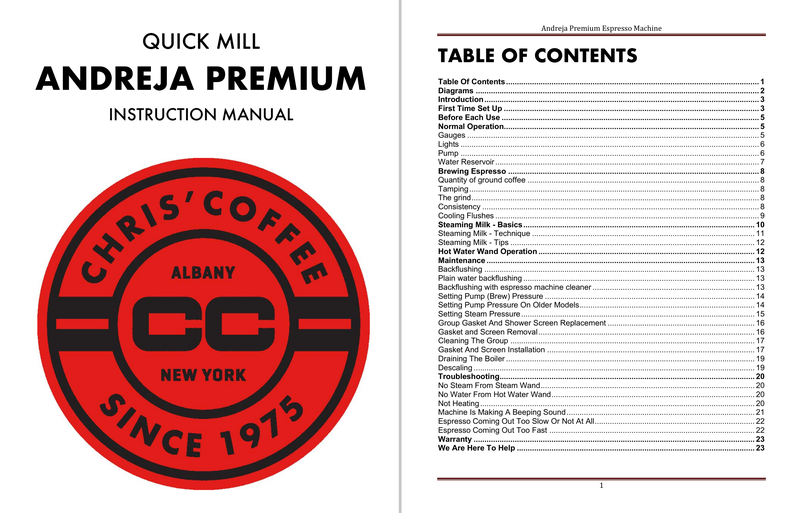 QUICK MILL
ANDREJA PREMIUM
INSTRUCTION MANUAL
CHRIS' COFFEE
ALBANY
CC
NEW YORK
SINCE 1975
Andreja Premium Espresso Machine
TABLE OF CONTENTS
Table Of Contents 1
Diagrams 2
Introduction 3
First Time Set Up 3
Before Each Use 5
Normal Operation 5
Gauges 5
Lights 6
Pump 6
Water Reservoir 7
Brewing Espresso 8
Quantity of ground coffee 8
Tamping 8
The grind 8
Consistency 8
Cooling Flushes 9
Steaming Milk - Basics 10
Steaming Milk - Technique 11
Steaming Milk - Tips 12
Hot Water Wand Operation 12
Maintenance 13
Backflushing 13
Plain water backflushing 13
Backflushing with espresso machine cleaner 13
Setting Pump (Brew) Pressure 14
Setting Pump Pressure On Older Models 14
Setting Steam Pressure 15
Group Gasket And Shower Screen Replacement 16
Gasket and Screen Removal 16
Cleaning The Group 17
Gasket And Screen Installation 17
Draining The Boiler 19
Descaling 19
Troubleshooting 20
No Steam From Steam Wand 20
No Water From Hot Water Wand 20
Not Heating 20
Machine Is Making A Beeping Sound 21
Espresso Coming Out Too Slow Or Not At All 22
Espresso Coming Out Too Fast 22
Warranty 23
We Are Here To Help 23
1